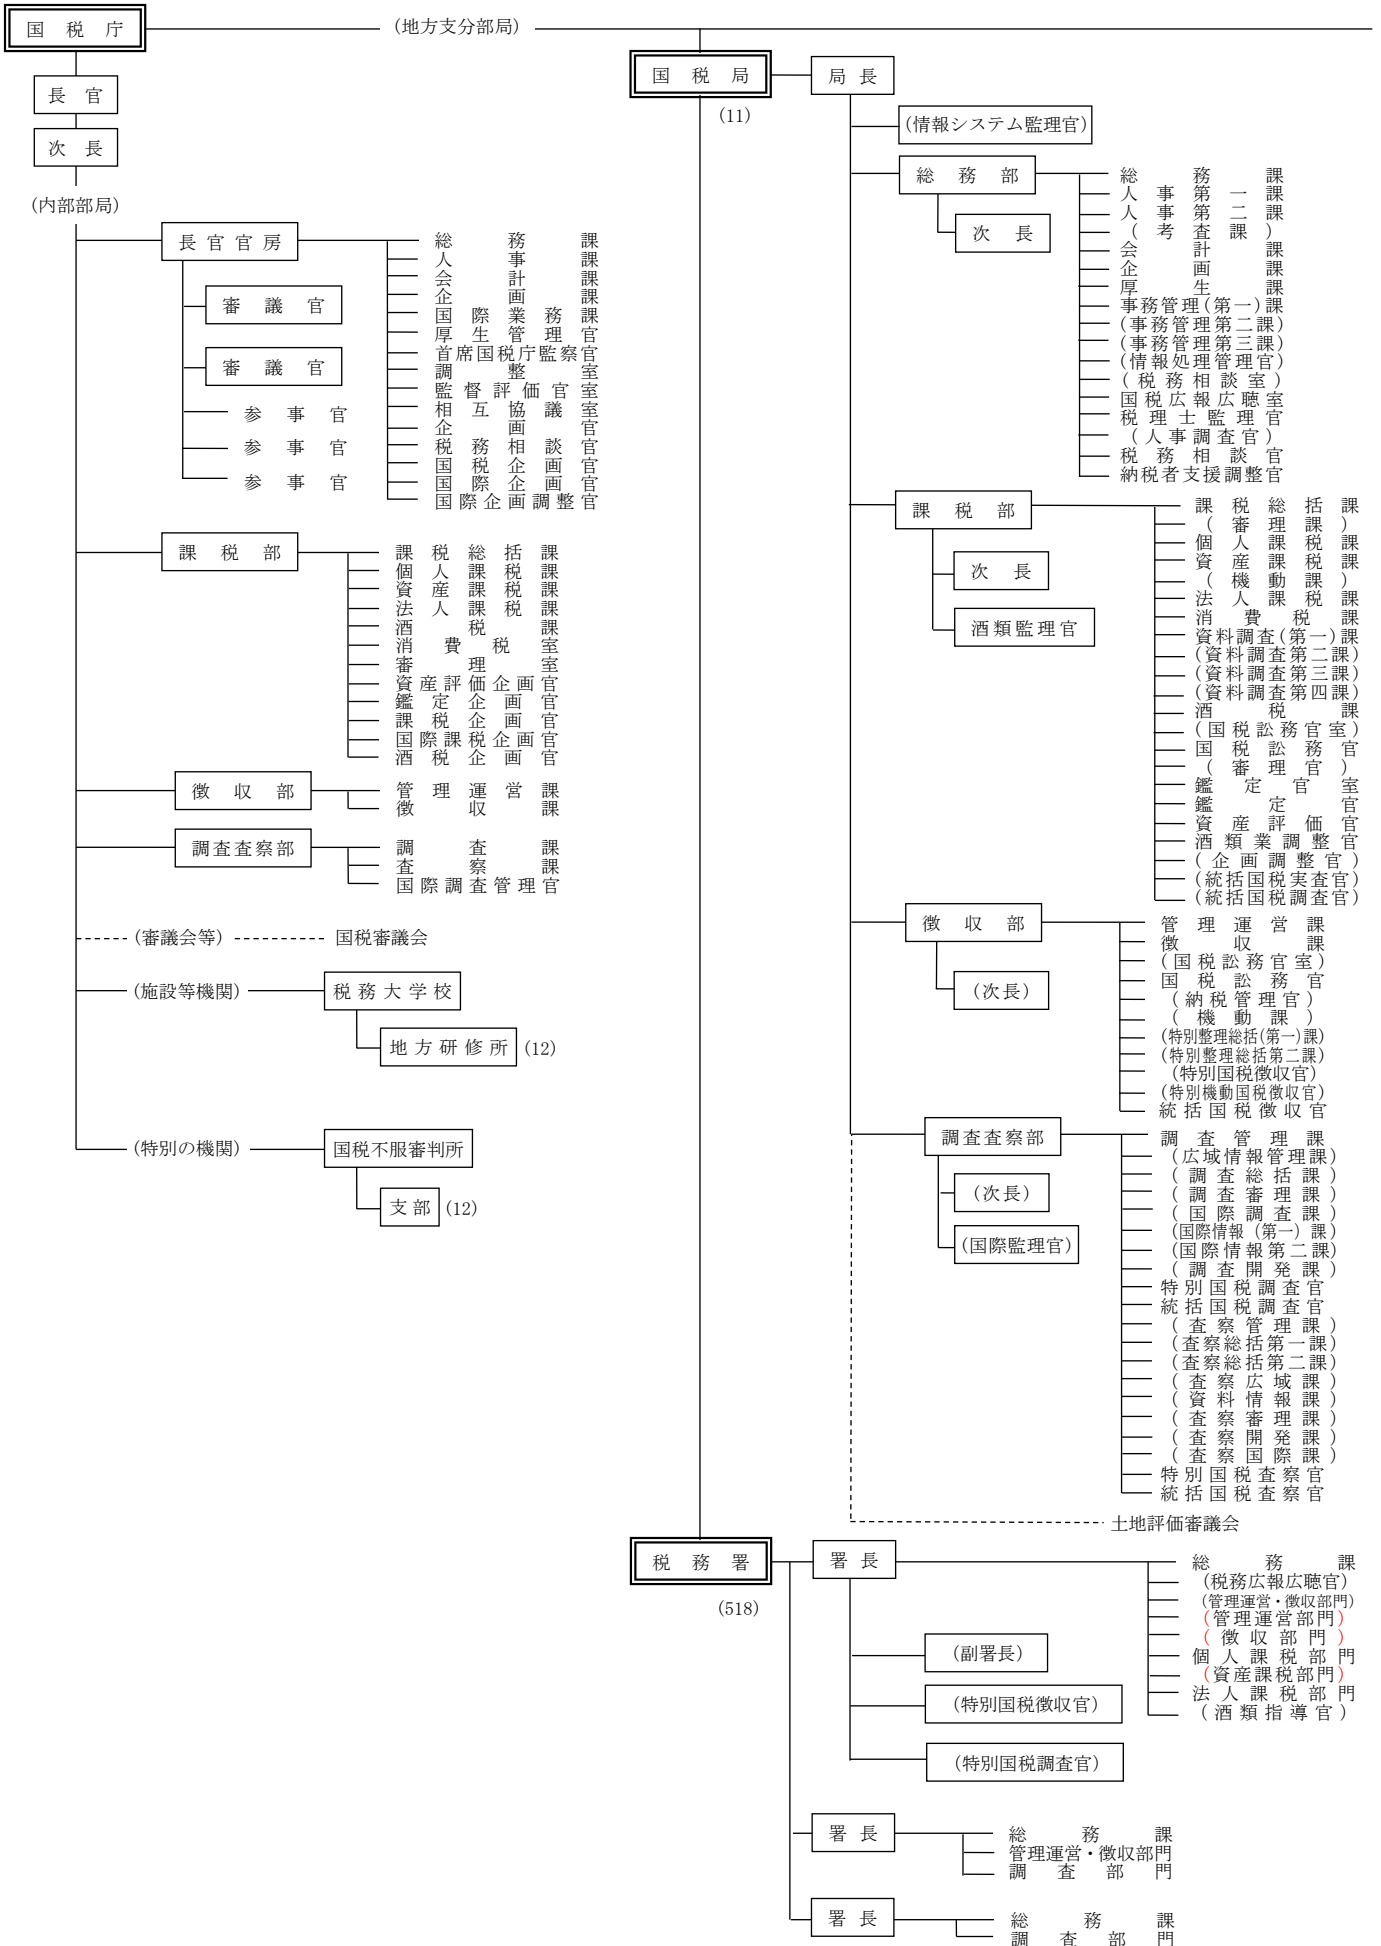 国税庁
(地方支分部局)
長官
次長
(内部部局)
長官官房
審議官
審議官
参事官
参事官
参事官
総務課
人事課
会計課
企画課
国際業務課
厚生管理官
首席国税庁監察官
調整室
監督評価官室
相互協議室
企画官
税務相談官
国税企画官
国際企画官
国際企画調整官
課税部
課税総括課
個人課税課
資産課税課
法人課税課
酒税課
消費税室
審理室
資産評価企画官
鑑定企画官
課税企画官
国際課税企画官
酒税企画官
徴収部
管理運営課
徴収課
調査査察部
調査課
査察課
国際調査管理官
(審議会等)
国税審議会
(施設等機関)
税務大学校
地方研修所
(12)
(特別の機関)
国税不服審判所
支部
(12)
国税局
(11)
局長
(情報システム監理官)
総務部
次長
総務課
人事第一課
人事第二課
(考査課)
会計課
企画課
厚生課
事務管理(第一)課
(事務管理第二課)
(事務管理第三課)
(情報処理管理官)
(税務相談室)
国税広報広聴室
税理士監理官
(人事調査官)
税務相談官
納税者支援調整官
課税部
次長
酒類監理官
課税総括課
(審理課)
個人課税課
資産課税課
(機動課)
法人課税課
消費税課
資料調査(第一)課
(資料調査第二課)
(資料調査第三課)
(資料調査第四課)
酒税課
(国税訟務官室)
国税訟務官
(審理官)
鑑定官室
鑑定官
資産評価官
酒類業調整官
(企画調整官)
(統括国税実査官)
(統括国税調査官)
徴収部
(次長)
管理運営課
徴収課
(国税訟務官室)
国税訟務官
(納税管理官)
(機動課)
(特別整理総括(第一)課)
(特別整理総括第二課)
(特別国税徴収官)
(特別機動国税徴収官)
統括国税徴収官
調査査察部
(次長)
(国際監理官)
調査管理課
(広域情報管理課)
(調査総括課)
(調査審理課)
(国際調査課)
(国際情報(第一)課)
(国際情報第二課)
(調査開発課)
特別国税調査官
統括国税調査官
(査察管理課)
(査察総括第一課)
(査察総括第二課)
(査察広域課)
(資料情報課)
(査察審理課)
(査察開発課)
(査察国際課)
特別国税査察官
統括国税査察官
土地評価審議会
税務署
(518)
署長
(副署長)
(特別国税徴収官)
(特別国税調査官)
総務課
(税務広報広聴官)
(管理運営・徴収部門)
(管理運営部門)
(徴収部門)
個人課税部門
(資産課税部門)
法人課税部門
(酒類指導官)
署長
総務課
管理運営・徴収部門
調査部門
署長
総務課
調査部門